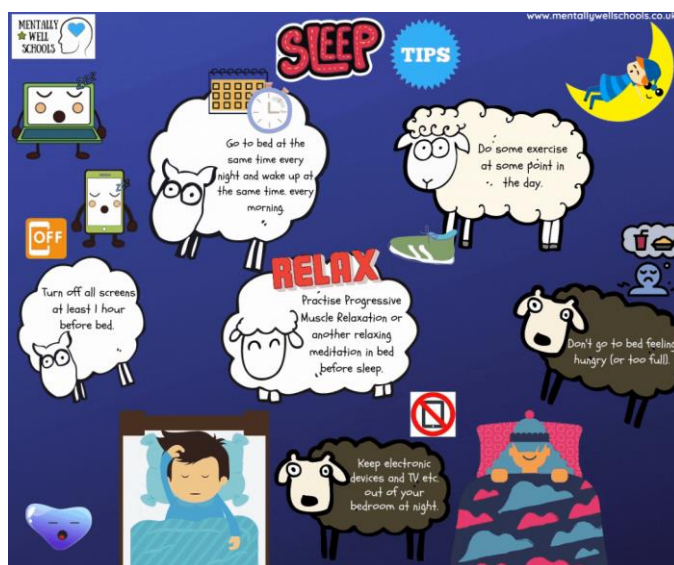 MENTALLY
WELL
SCHOOLS
www.mentallywellschools.co.uk
SLEEP
TIPS
zzz
Go to bed at the
same time every
night and wake up at
the same time. every
morning.
Do some exercise
at some point in
the day.
zzz
OFF
Turn off all screens
at least 1 hour
before bed.
RELAX
Practise Progressive
Muscle Relaxation or
another relaxing
meditation in bed
before sleep.
Don't go to bed feeling
hungry (or too full).
Keep electronic
devices and TV etc.
out of your
bedroom at night.